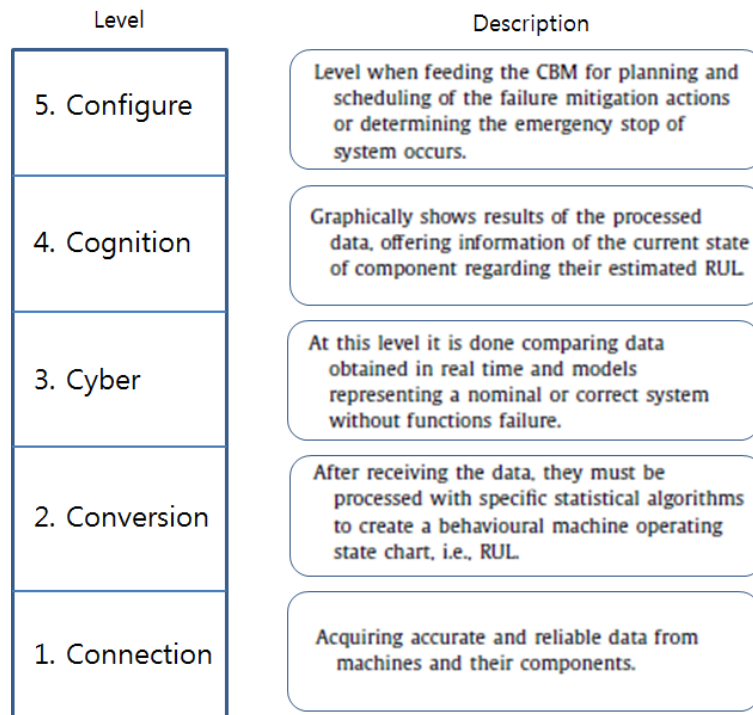 Level
Description
5. Configure
Level when feeding the CBM for planning and
scheduling of the failure mitigation actions
or determining the emergency stop of
system occurs.
4. Cognition
Graphically shows results of the processed
data, offering information of the current state
of component regarding their estimated RUL.
3. Cyber
At this level it is done comparing data
obtained in real time and models
representing a nominal or correct system
without functions failure.
2. Conversion
After receiving the data, they must be
processed with specific statistical algorithms
to create a behavioural machine operating
state chart, i.e., RUL.
1. Connection
Acquiring accurate and reliable data from
machines and their components.